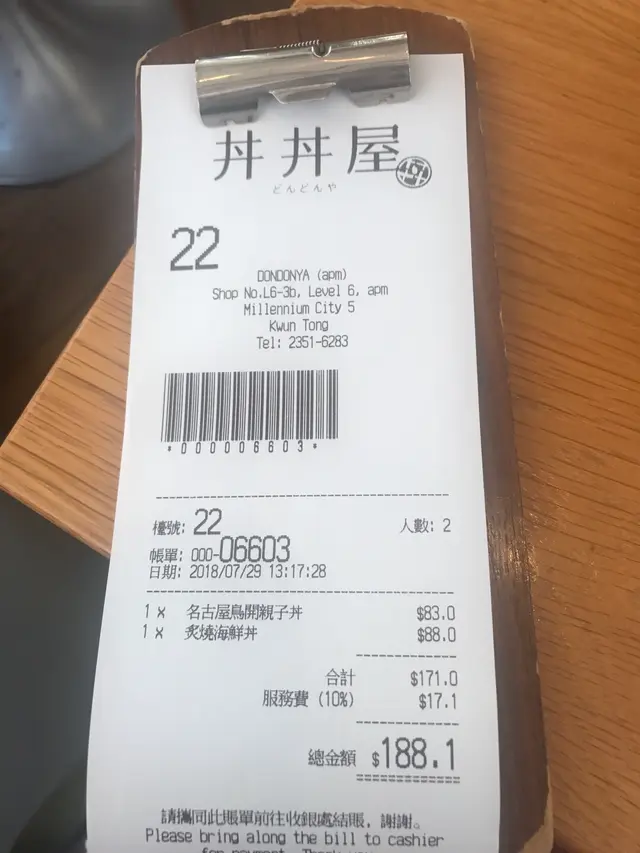 丼丼屋
どんどんや
22
DONDONYA (apm)
Shop No.L6-3b, Level 6, apm
Millennium City 5
Kwun Tong
Tel: 2351-6283
*000006603*
檯號: 22 人數: 2
帳單: 000-06603
日期: 2018/07/29 13:17:28
1 x 名古屋鳥開親子丼 $83.0
1 x 炙燒海鮮丼 $88.0
合計 $171.0
服務費 (10%) $17.1
總金額 $188.1
請攜同此賬單前往收銀處結賬, 謝謝。
Please bring along the bill to cashier
for payment. Thank